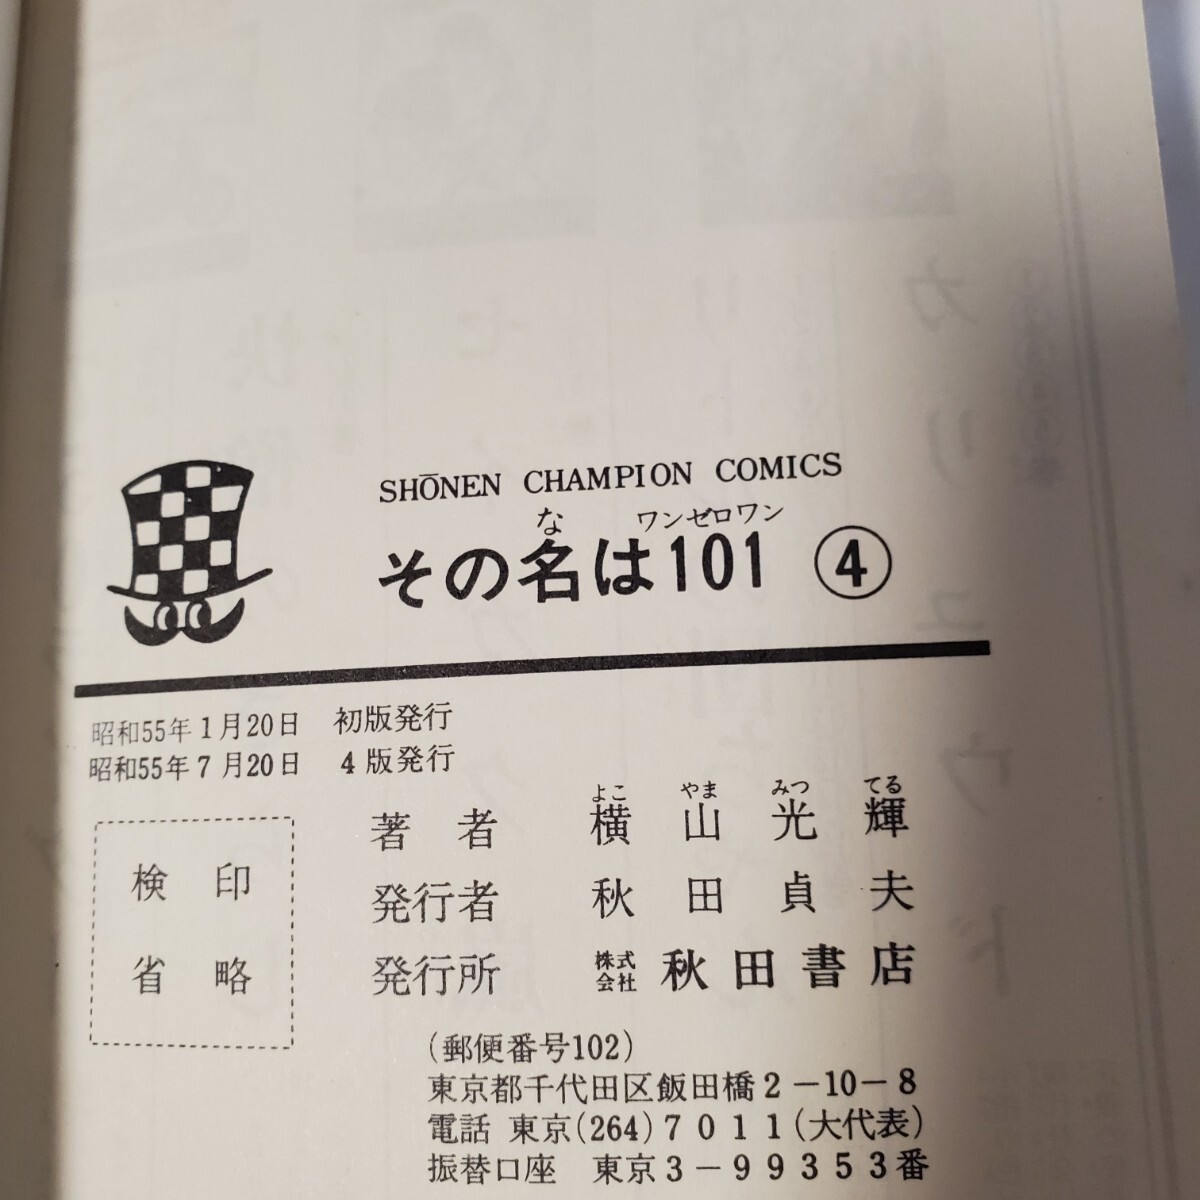 SHŌNEN CHAMPION COMICS
な ワンゼロワン
その名は101 ④
昭和55年1月20日 初版発行
昭和55年7月20日 4版発行
検印
省略
よこ やま みつ てる
著者 横山光輝
発行者 秋田貞夫
発行所 株式会社 秋田書店
(郵便番号102)
東京都千代田区飯田橋2-10-8
電話 東京(264)7011(大代表)
振替口座 東京3-99353番